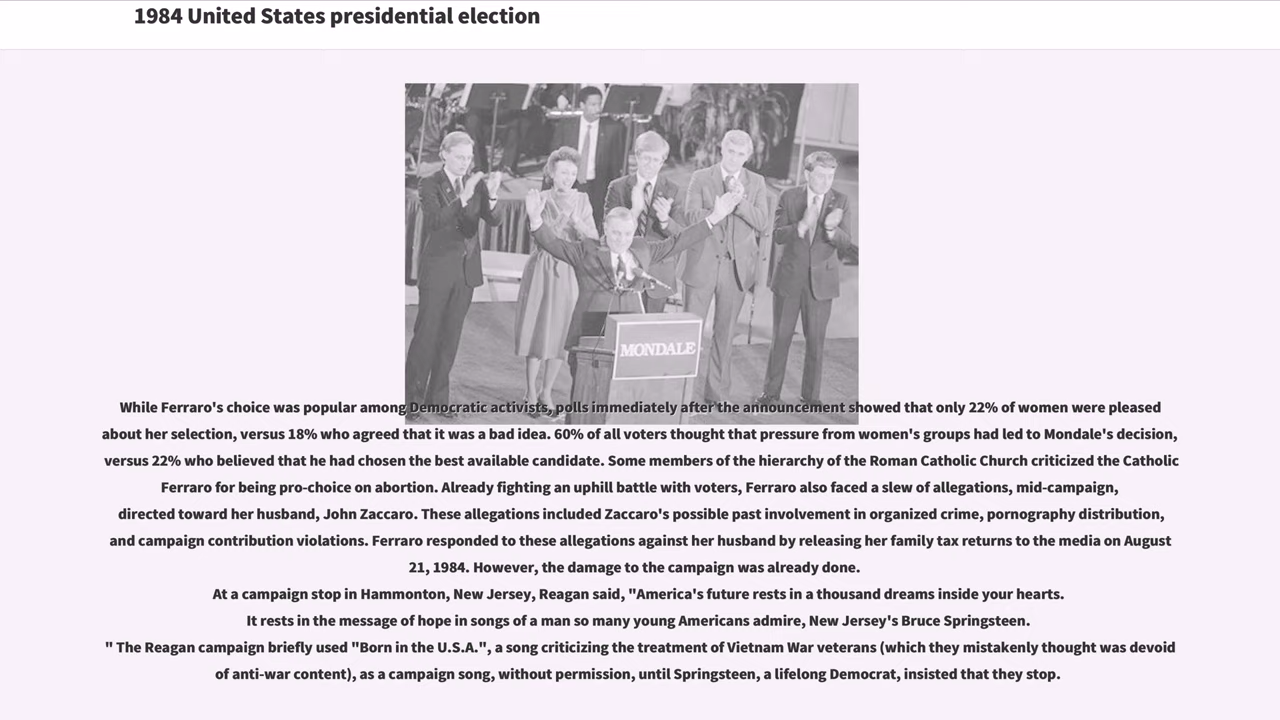 1984 United States presidential election
MONDALE
While Ferraro's choice was popular among Democratic activists, polls immediately after the announcement showed that only 22% of women were pleased
about her selection, versus 18% who agreed that it was a bad idea. 60% of all voters thought that pressure from women's groups had led to Mondale's decision,
versus 22% who believed that he had chosen the best available candidate. Some members of the hierarchy of the Roman Catholic Church criticized the Catholic
Ferraro for being pro-choice on abortion. Already fighting an uphill battle with voters, Ferraro also faced a slew of allegations, mid-campaign,
directed toward her husband, John Zaccaro. These allegations included Zaccaro's possible past involvement in organized crime, pornography distribution,
and campaign contribution violations. Ferraro responded to these allegations against her husband by releasing her family tax returns to the media on August
21, 1984. However, the damage to the campaign was already done.
At a campaign stop in Hammonton, New Jersey, Reagan said, "America's future rests in a thousand dreams inside your hearts.
It rests in the message of hope in songs of a man so many young Americans admire, New Jersey's Bruce Springsteen.
" The Reagan campaign briefly used "Born in the U.S.A.", a song criticizing the treatment of Vietnam War veterans (which they mistakenly thought was devoid
of anti-war content), as a campaign song, without permission, until Springsteen, a lifelong Democrat, insisted that they stop.